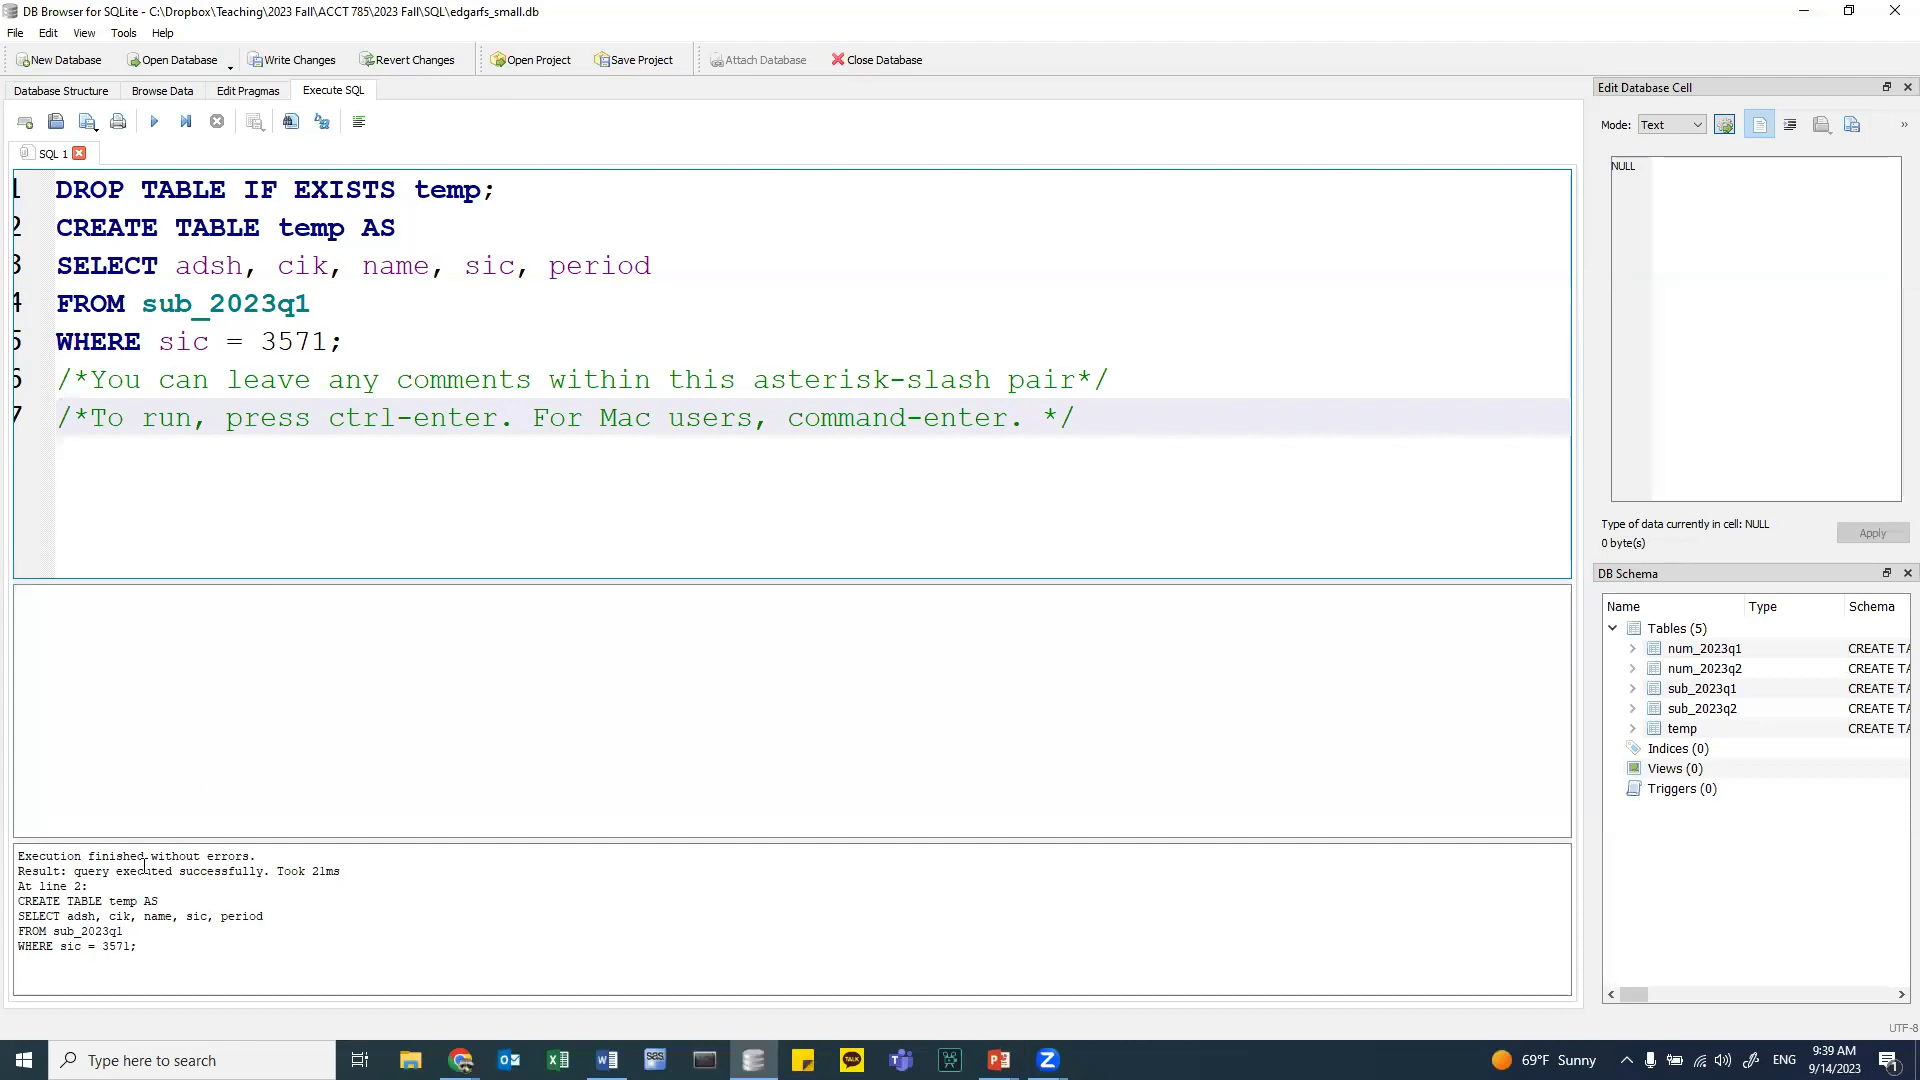 DB Browser for SQLite - C:\Dropbox\Teaching\2023 Fall\ACCT 785\2023 Fall\SQL\edgarfs_small.db
File Edit View Tools Help
New Database Open Database Write Changes Revert Changes Open Project Save Project Attach Database Close Database
Database Structure Browse Data Edit Pragmas Execute SQL
SQL 1
1 DROP TABLE IF EXISTS temp;
2 CREATE TABLE temp AS
3 SELECT adsh, cik, name, sic, period
4 FROM sub_2023q1
5 WHERE sic = 3571;
6 /*You can leave any comments within this asterisk-slash pair*/
7 /*To run, press ctrl-enter. For Mac users, command-enter. */
Execution finished without errors.
Result: query executed successfully. Took 21ms
At line 2:
CREATE TABLE temp AS
SELECT adsh, cik, name, sic, period
FROM sub_2023q1
WHERE sic = 3571;
Edit Database Cell
Mode: Text
NULL
Type of data currently in cell: NULL
0 byte(s)
Apply
DB Schema
Name Type Schema
Tables (5)
num_2023q1 CREATE TA
num_2023q2 CREATE TA
sub_2023q1 CREATE TA
sub_2023q2 CREATE TA
temp CREATE TA
Indices (0)
Views (0)
Triggers (0)
UTF-8
Type here to search
69°F Sunny
ENG
9:39 AM
9/14/2023